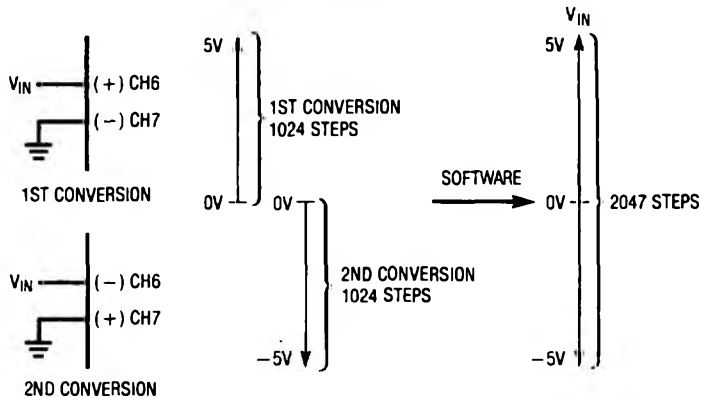 V_IN (+) CH6
(−) CH7
1ST CONVERSION
V_IN (−) CH6
(+) CH7
2ND CONVERSION
5V
1ST CONVERSION
1024 STEPS
0V
0V
2ND CONVERSION
1024 STEPS
−5V
SOFTWARE
V_IN
5V
0V
2047 STEPS
−5V